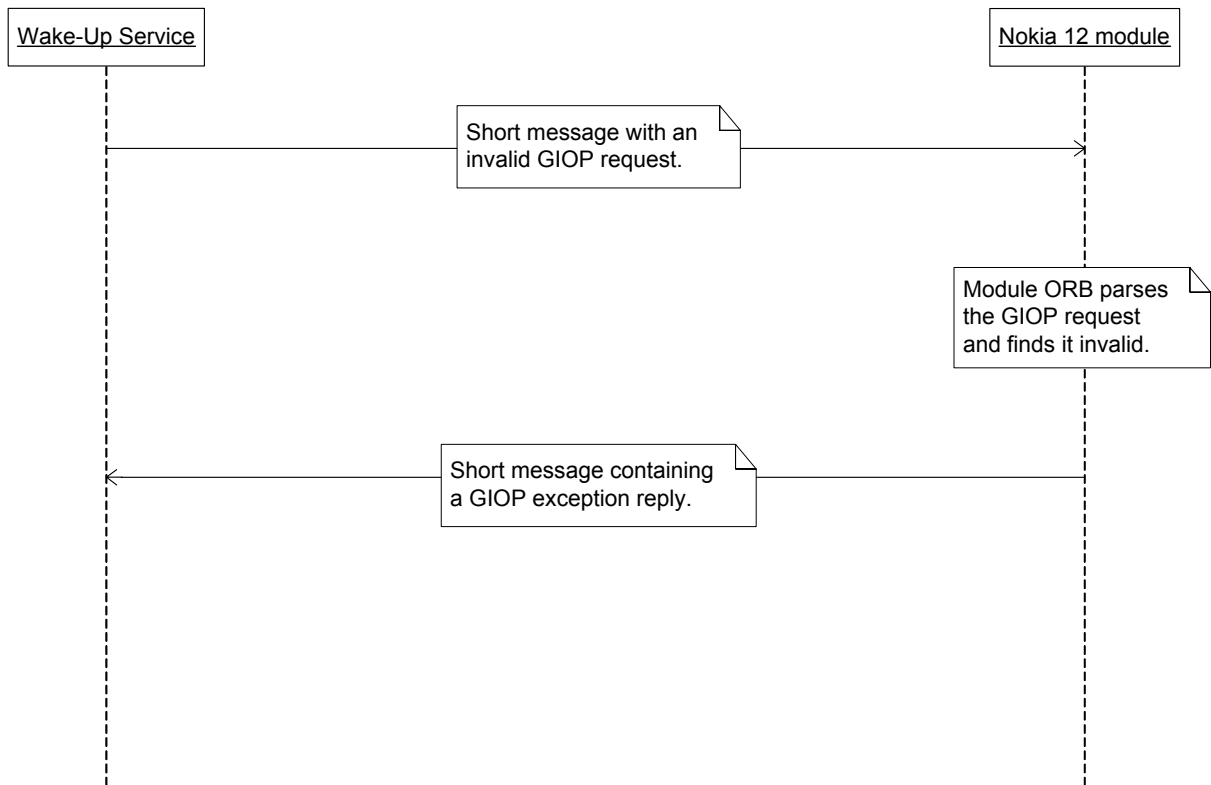 Wake-Up Service
Nokia 12 module
Short message with an
invalid GIOP request.
Module ORB parses
the GIOP request
and finds it invalid.
Short message containing
a GIOP exception reply.